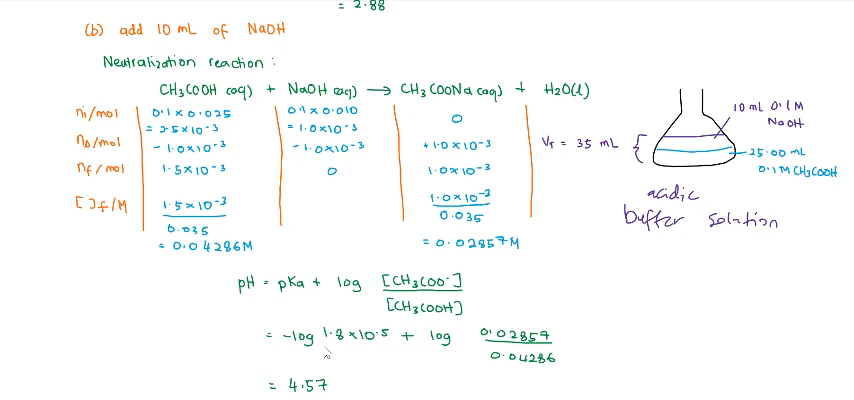 = 2.88
(b) add 10 mL of NaOH
Neutralization reaction :
CH₃COOH (aq) + NaOH (aq) → CH₃COONa (aq) + H₂O(l)
ni/mol 0.1 × 0.025 0.1 × 0.010 0
= 2.5×10⁻³ = 1.0×10⁻³
nΔ/mol - 1.0×10⁻³ - 1.0×10⁻³ + 1.0×10⁻³
nf/mol 1.5×10⁻³ 0 1.0×10⁻³
[ ]f/M 1.5×10⁻³ 1.0×10⁻³
0.035 0.035
= 0.04286M = 0.02857M
VT = 35 mL
10 mL 0.1 M
NaOH
25.00 mL
0.1M CH₃COOH
acidic
buffer solution
pH = pKa + log [CH₃COO⁻]
[CH₃COOH]
= -log 1.8×10⁻⁵ + log 0.02857
0.04286
= 4.57